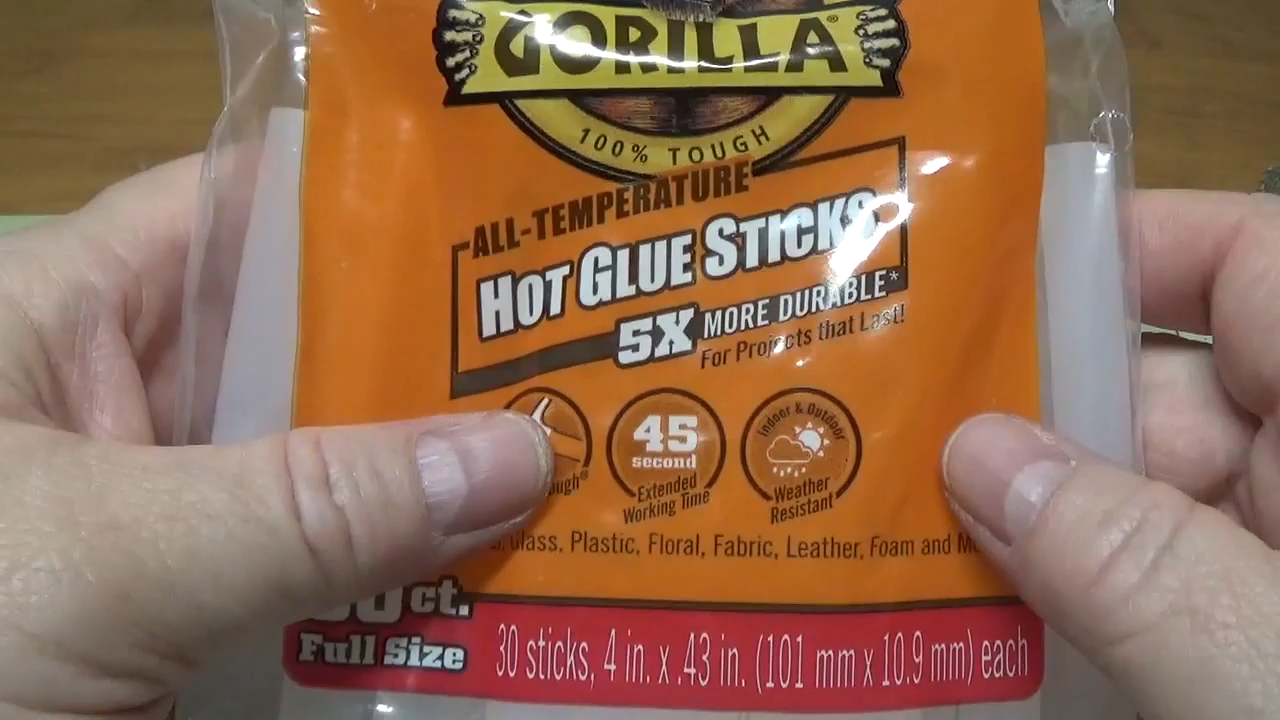 GORILLA®
100% TOUGH
ALL-TEMPERATURE
HOT GLUE STICKS
5X MORE DURABLE*
For Projects that Last!
45
second
Extended
Working Time
Indoor & Outdoor
Weather
Resistant
Glass, Plastic, Floral, Fabric, Leather, Foam and
ct.
Full Size
30 sticks, 4 in. x .43 in. (101 mm x 10.9 mm) each